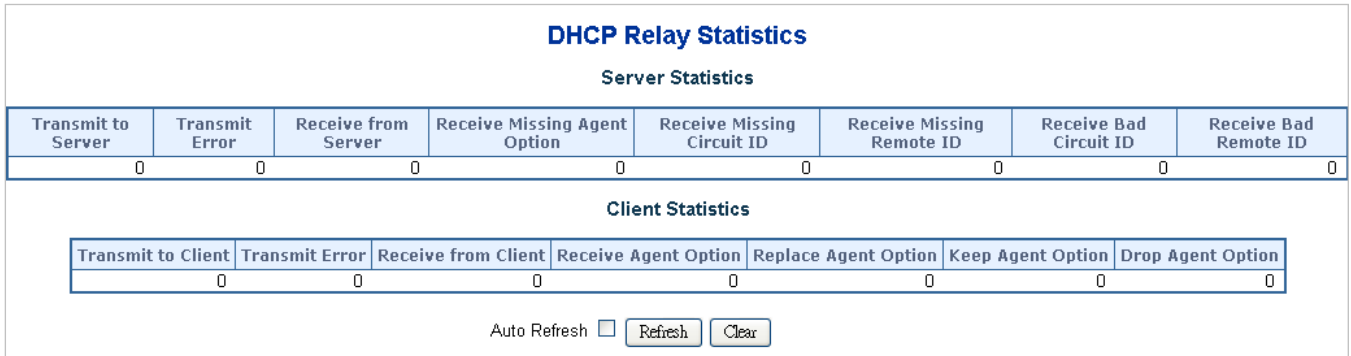 DHCP Relay Statistics
Server Statistics
Transmit to Server Transmit Error Receive from Server Receive Missing Agent Option Receive Missing Circuit ID Receive Missing Remote ID Receive Bad Circuit ID Receive Bad Remote ID
0 0 0 0 0 0 0 0
Client Statistics
Transmit to Client Transmit Error Receive from Client Receive Agent Option Replace Agent Option Keep Agent Option Drop Agent Option
0 0 0 0 0 0 0
Auto Refresh Refresh Clear